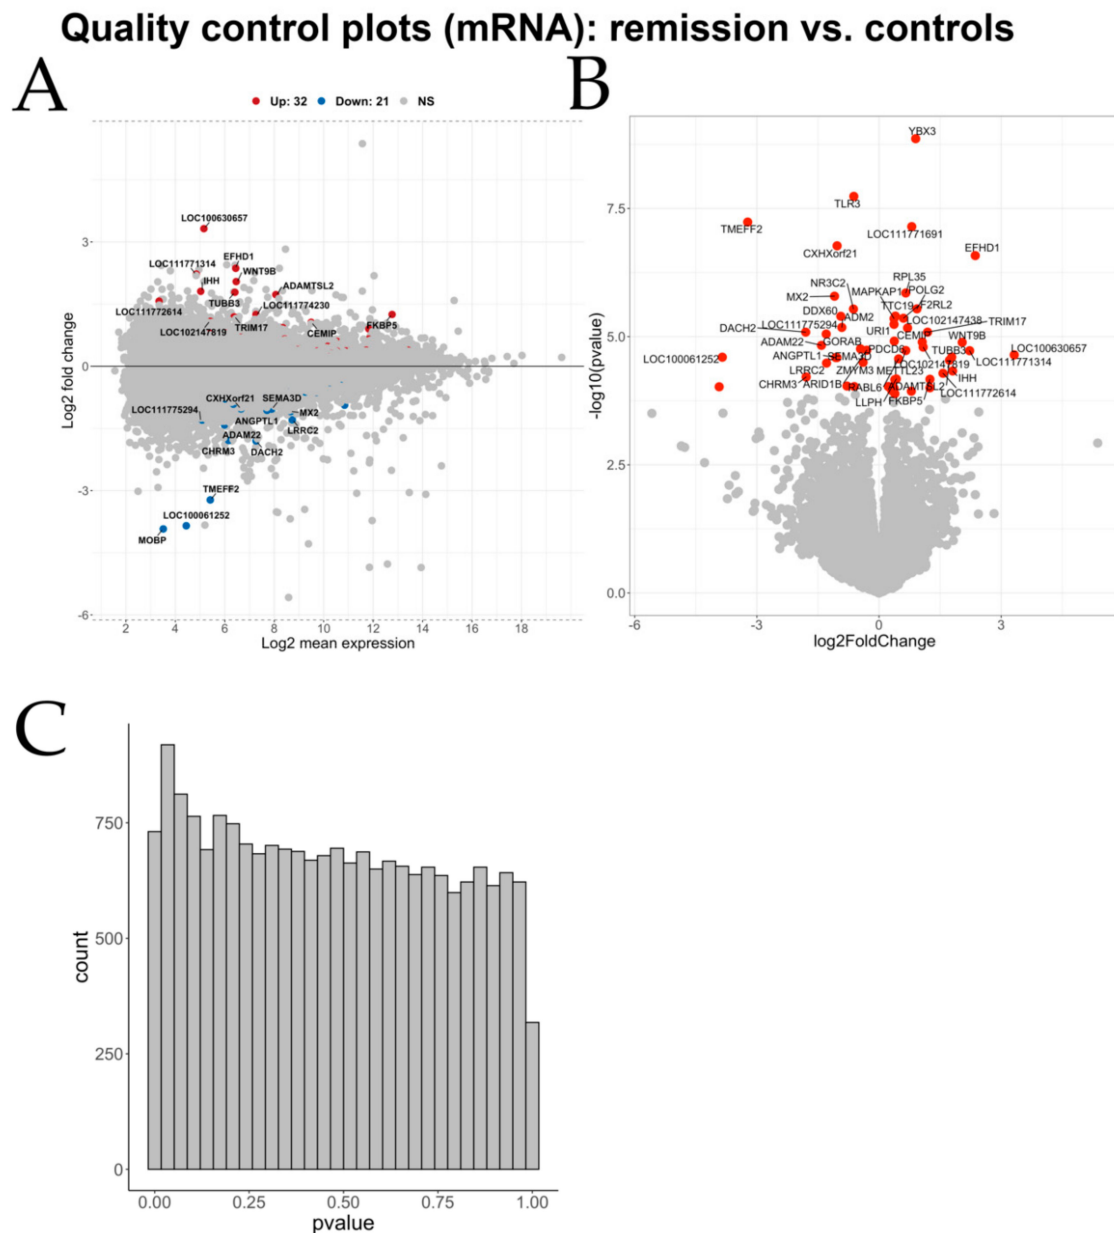 Quality control plots (mRNA): remission vs. controls
A
Up: 32 Down: 21 NS
Log2 fold change
3
0
-3
-6
LOC100630657
LOC111771314
EFHD1
WNT9B
IHH
ADAMTSL2
LOC111772614
TUBB3
LOC111774230
LOC102147819
TRIM17
CEMIP
FKBP5
CXHXorf21
SEMA3D
LOC111775294
ANGPTL1
MX2
ADAM22
LRRC2
CHRM3
DACH2
TMEFF2
LOC100061252
MOBP
2 4 6 8 10 12 14 16 18
Log2 mean expression
B
-log10(pvalue)
7.5
5.0
2.5
0.0
YBX3
TLR3
TMEFF2
LOC111771691
CXHXorf21
EFHD1
NR3C2
RPL35
MAPKAP1
POLG2
MX2
TTC19
F2RL2
DDX60
ADM2
LOC102147438
TRIM17
DACH2
LOC111775294
URI1
CEMIP
WNT9B
ADAM22
GORAB
PDCD6
TUBB3
LOC100630657
LOC100061252
ANGPTL1
SEMA3D
LOC102147819
LOC111771314
LRRC2
ZMYM3
METTL23
IHH
CHRM3
ARID1B
RABL6
ADAMTSL2
LOC111772614
LLPH
FKBP5
-6 -3 0 3
log2FoldChange
C
count
750
500
250
0
0.00 0.25 0.50 0.75 1.00
pvalue